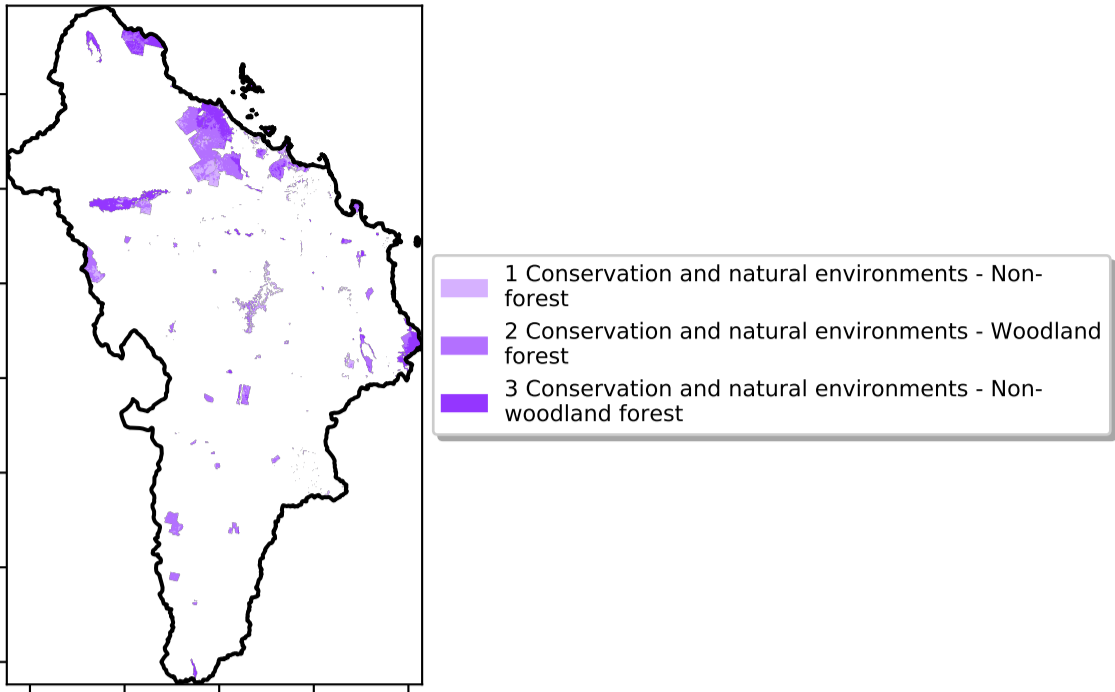 1 Conservation and natural environments - Non-
forest
2 Conservation and natural environments - Woodland
forest
3 Conservation and natural environments - Non-
woodland forest